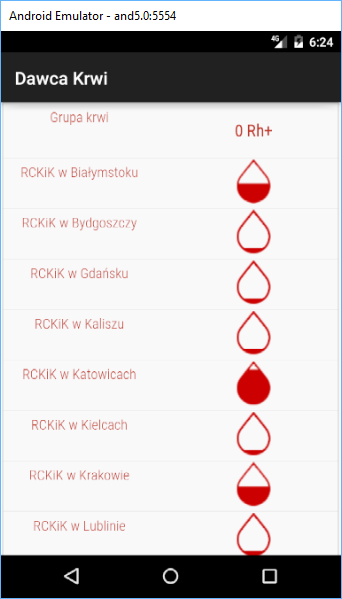 Android Emulator - and5.0:5554
4G 6:24
Dawca Krwi
Grupa krwi
0 Rh+
RCKiK w Białymstoku
RCKiK w Bydgoszczy
RCKiK w Gdańsku
RCKiK w Kaliszu
RCKiK w Katowicach
RCKiK w Kielcach
RCKiK w Krakowie
RCKiK w Lublinie